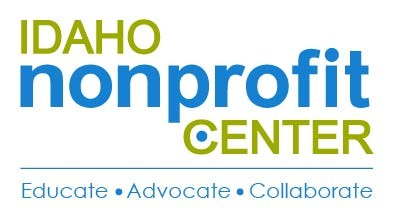 IDAHO
nonprofit
CENTER
Educate • Advocate • Collaborate